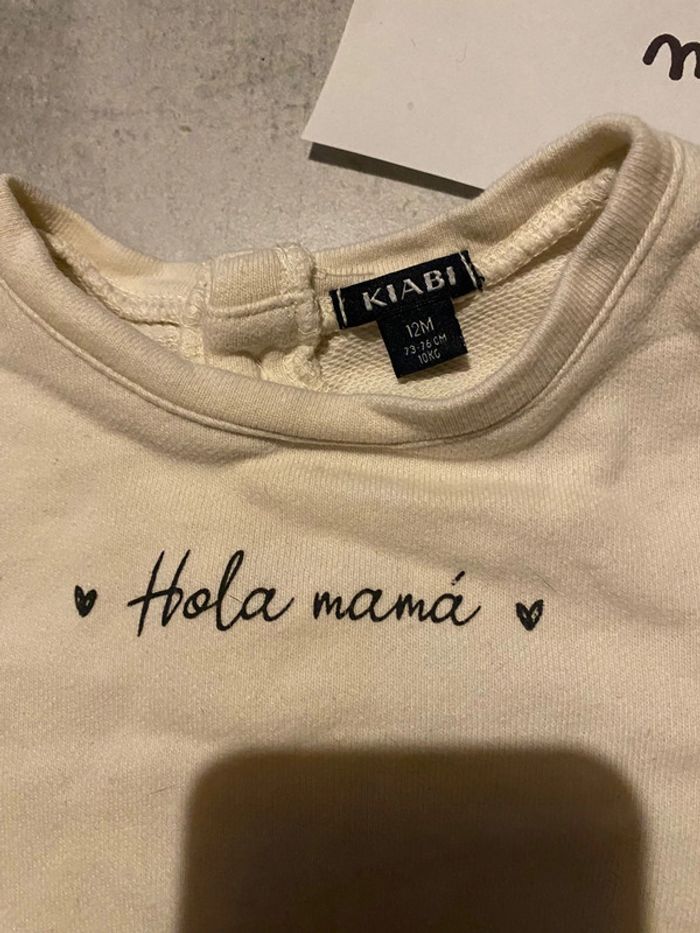 KIABI
12M
73-76 CM
10KG
Hola mamá